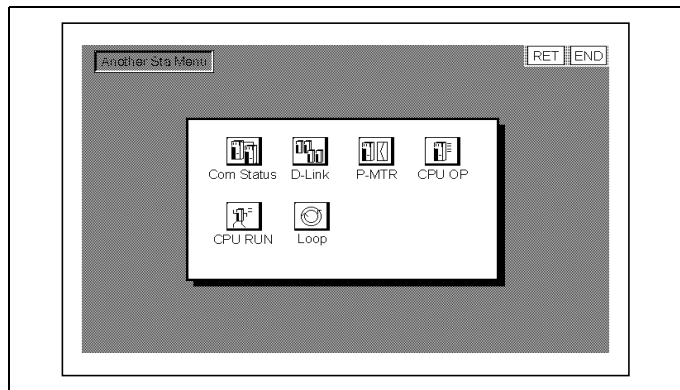 Another Sta Menu
RET END
Com Status D-Link P-MTR CPU OP
CPU RUN Loop